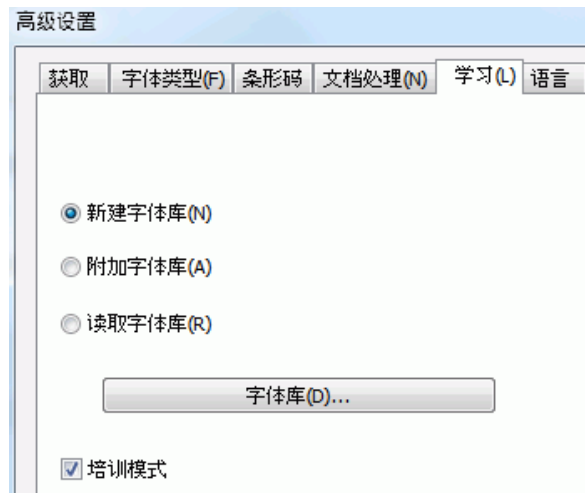 高级设置
获取 字体类型(F) 条形码 文档处理(N) 学习(L) 语言
新建字体库(N)
附加字体库(A)
读取字体库(R)
字体库(D)...
培训模式